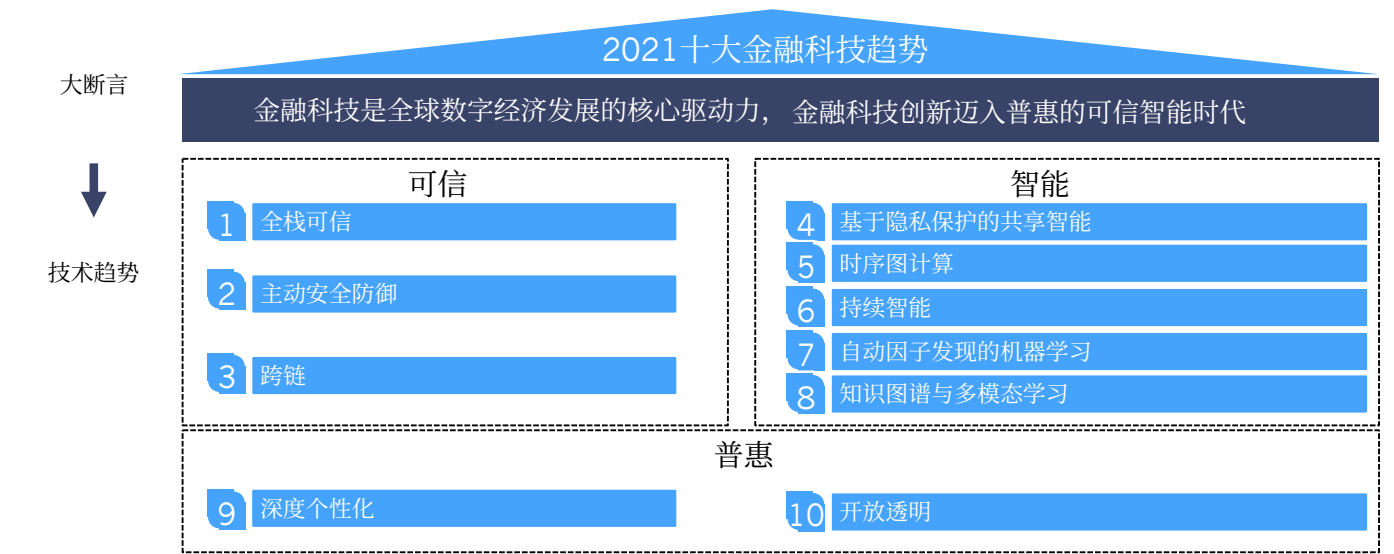 2021十大金融科技趋势
大断言
金融科技是全球数字经济发展的核心驱动力，金融科技创新迈入普惠的可信智能时代
技术趋势
可信
1 全栈可信
2 主动安全防御
3 跨链
智能
4 基于隐私保护的共享智能
5 时序图计算
6 持续智能
7 自动因子发现的机器学习
8 知识图谱与多模态学习
普惠
9 深度个性化
10 开放透明